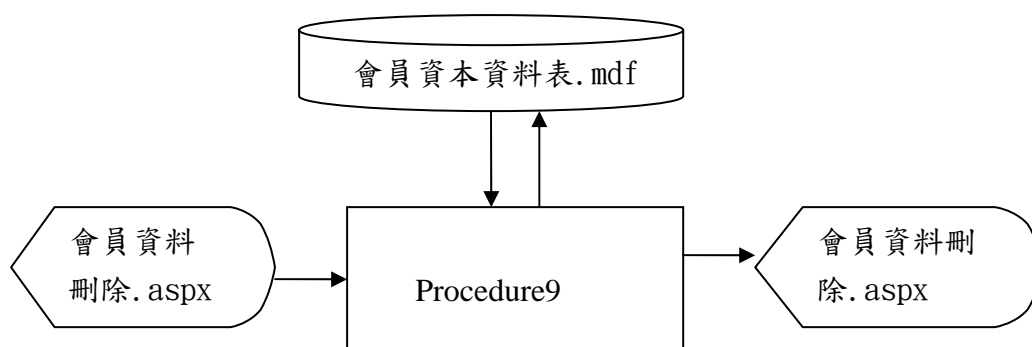 會員資本資料表.mdf
會員資料
刪除.aspx
Procedure9
會員資料刪
除.aspx